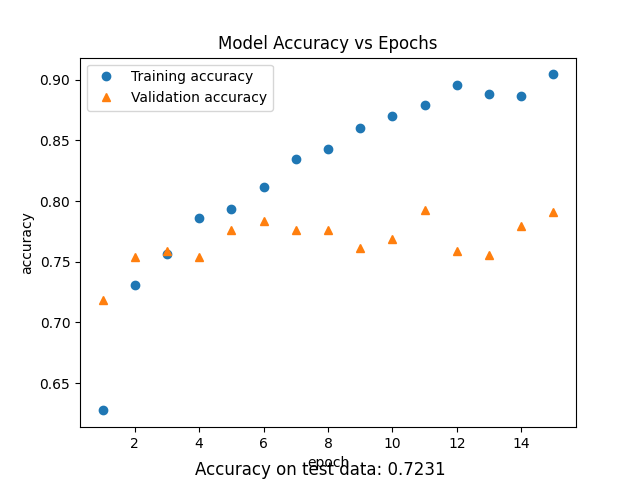 Model Accuracy vs Epochs
Training accuracy
Validation accuracy
accuracy
0.90
0.85
0.80
0.75
0.70
0.65
2 4 6 8 10 12 14
epoch
Accuracy on test data: 0.7231